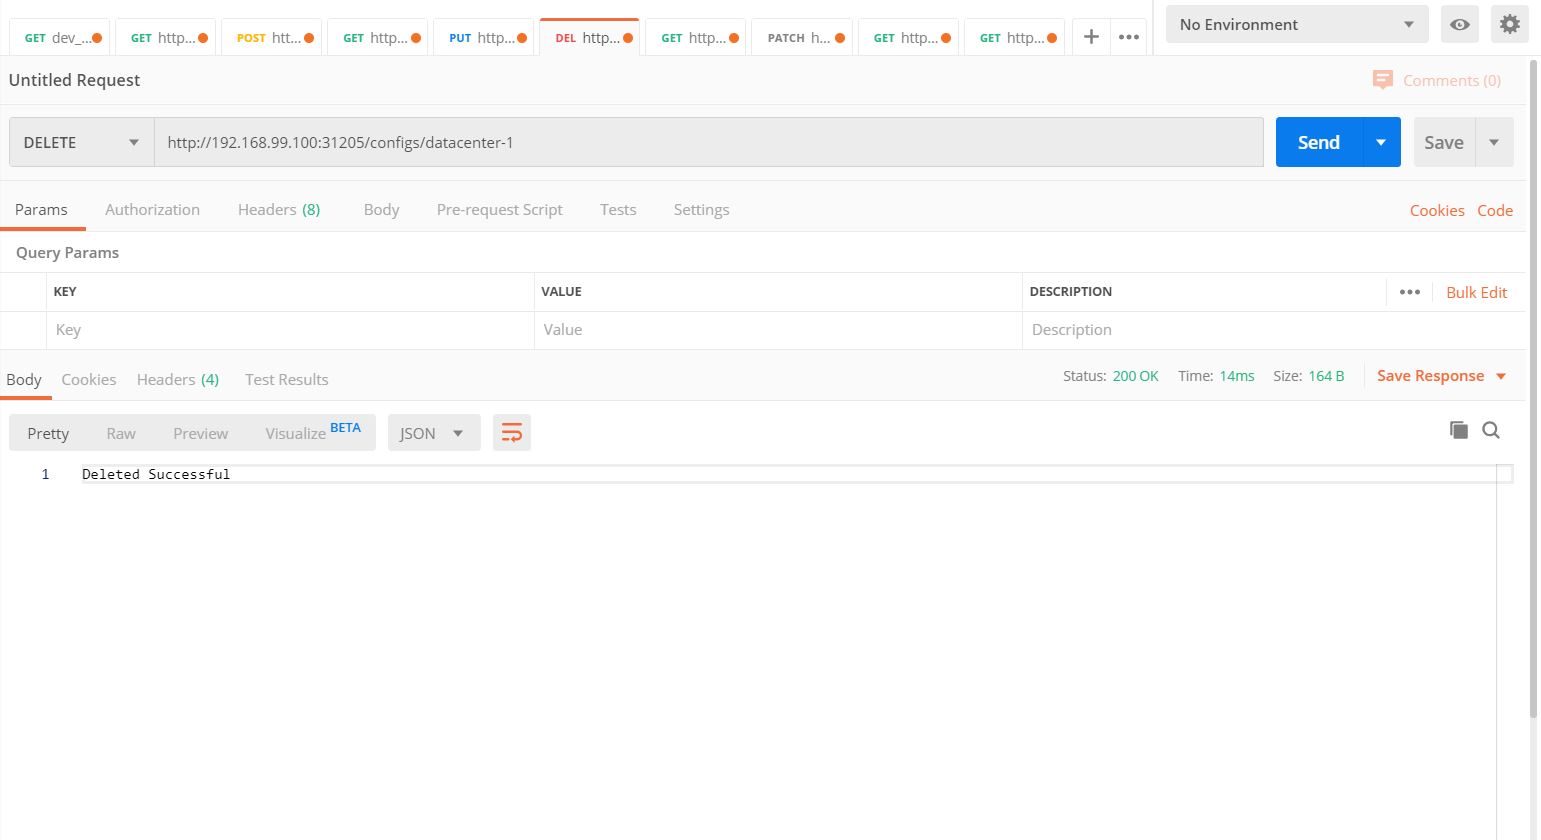 GET dev_... GET http... POST htt... GET http... PUT http... DEL http... GET http... PATCH h... GET http... GET http... No Environment
Untitled Request Comments (0)
DELETE http://192.168.99.100:31205/configs/datacenter-1 Send Save
Params Authorization Headers (8) Body Pre-request Script Tests Settings Cookies Code
Query Params
KEY VALUE DESCRIPTION Bulk Edit
Key Value Description
Body Cookies Headers (4) Test Results Status: 200 OK Time: 14ms Size: 164 B Save Response
Pretty Raw Preview Visualize BETA JSON
1 Deleted Successful